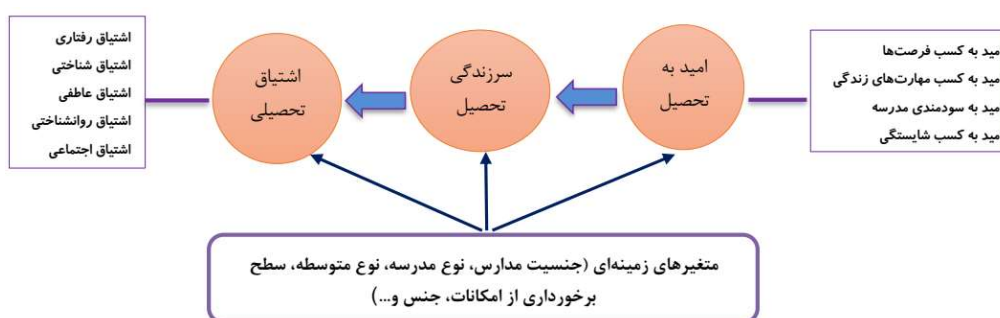 مید به کسب فرصت‌ها
مید به کسب مهارت‌های زندگی
مید به سودمندی مدرسه
مید به کسب شایستگی
امید به
تحصیل
سرزندگی
تحصیل
اشتیاق
تحصیلی
اشتیاق رفتاری
اشتیاق شناختی
اشتیاق عاطفی
اشتیاق روانشناختی
اشتیاق اجتماعی
متغیرهای زمینه‌ای (جنسیت مدارس، نوع مدرسه، نوع متوسطه، سطح
برخورداری از امکانات، جنس و...)